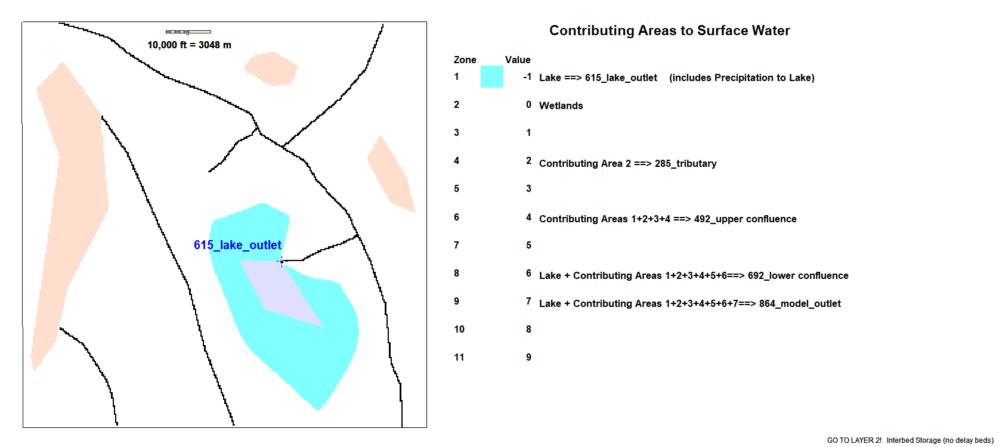 Contributing Areas to Surface Water
10,000 ft = 3048 m
Zone Value
1 -1 Lake ==> 615_lake_outlet (includes Precipitation to Lake)
2 0 Wetlands
3 1
4 2 Contributing Area 2 ==> 285_tributary
5 3
6 4 Contributing Areas 1+2+3+4 ==> 492_upper confluence
7 5
615_lake_outlet
8 6 Lake + Contributing Areas 1+2+3+4+5+6==> 692_lower confluence
9 7 Lake + Contributing Areas 1+2+3+4+5+6+7==> 864_model_outlet
10 8
11 9
GO TO LAYER 2! Interbed Storage (no delay beds)